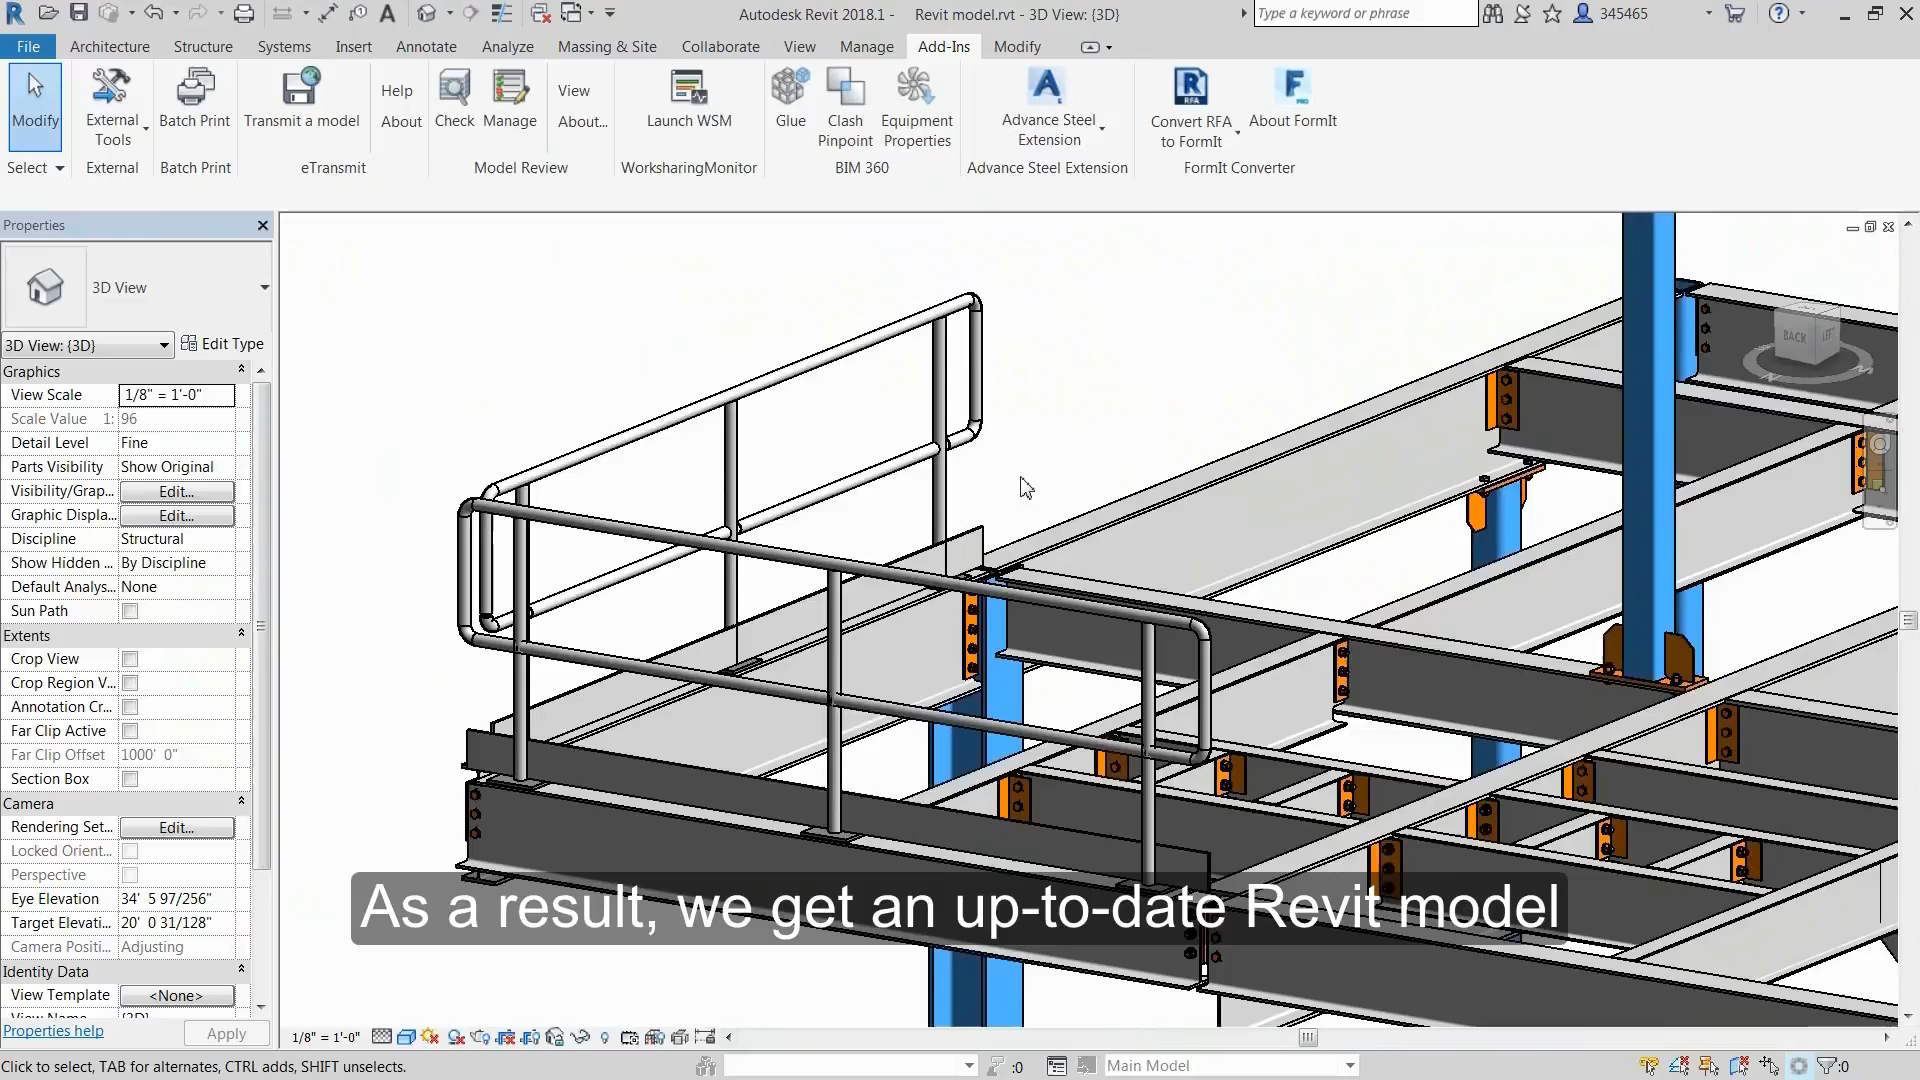 Autodesk Revit 2018.1 - Revit model.rvt - 3D View: {3D}
Type a keyword or phrase
345465
File Architecture Structure Systems Insert Annotate Analyze Massing & Site Collaborate View Manage Add-Ins Modify
Modify
Select
External Tools
External
Batch Print
Batch Print
Transmit a model
Help
About
eTransmit
Check
Manage
View
About...
Model Review
Launch WSM
WorksharingMonitor
Glue
Clash Pinpoint
Equipment Properties
BIM 360
Advance Steel Extension
Advance Steel Extension
RFA
Convert RFA to FormIt
PRO
About FormIt
FormIt Converter
Properties
3D View
3D View: {3D}
Edit Type
Graphics
View Scale 1/8" = 1'-0"
Scale Value 1: 96
Detail Level Fine
Parts Visibility Show Original
Visibility/Grap... Edit...
Graphic Displa... Edit...
Discipline Structural
Show Hidden ... By Discipline
Default Analys... None
Sun Path
Extents
Crop View
Crop Region V...
Annotation Cr...
Far Clip Active
Far Clip Offset 1000' 0"
Section Box
Camera
Rendering Set... Edit...
Locked Orient...
Perspective
Eye Elevation 34' 5 97/256"
Target Elevati... 20' 0 31/128"
Camera Positi... Adjusting
Identity Data
View Template <None>
View Name {3D}
Properties help
Apply
BACK
LEFT
As a result, we get an up-to-date Revit model
1/8" = 1'-0"
Click to select, TAB for alternates, CTRL adds, SHIFT unselects.
:0
Main Model
:0